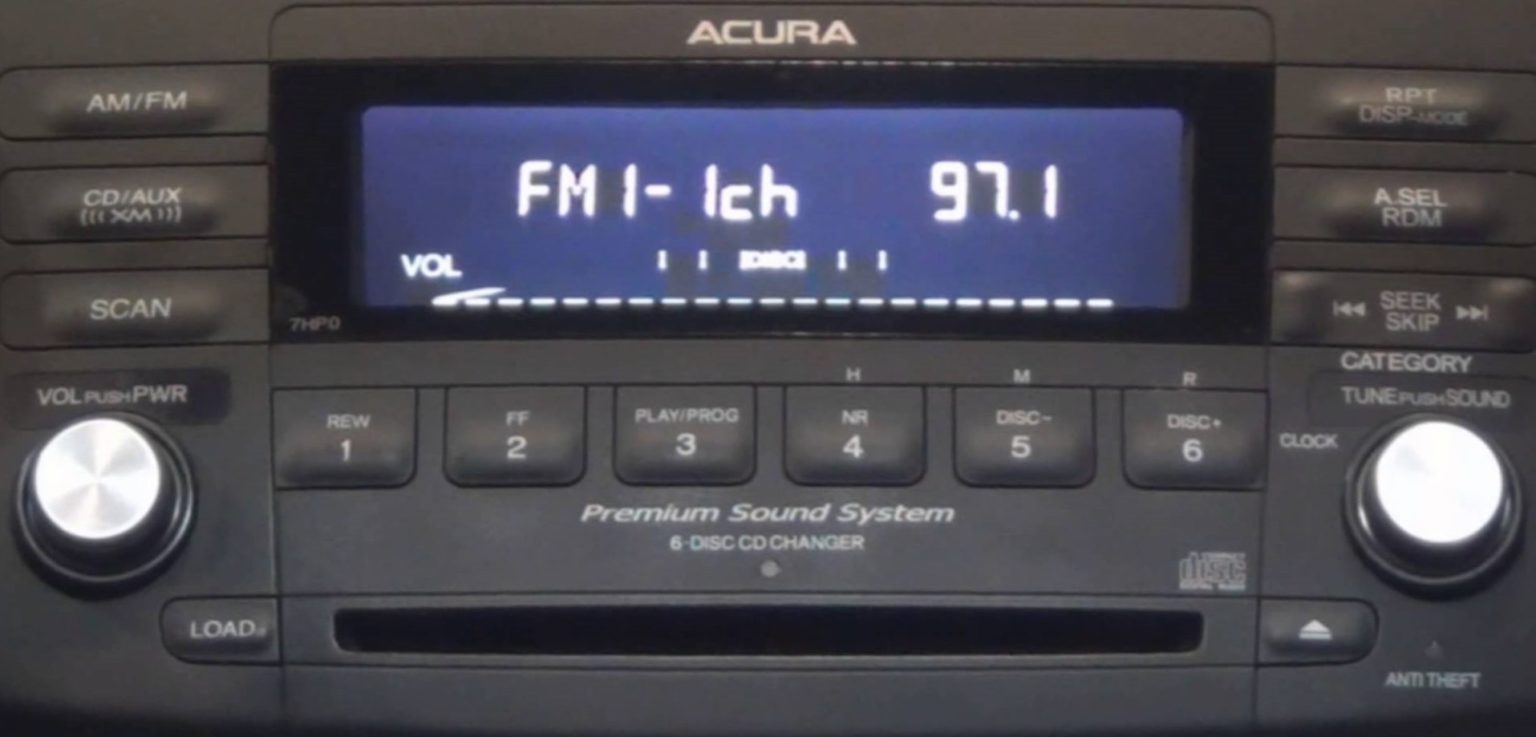 ACURA
AM/FM
RPT
DISP-MODE
FM1-1ch 97.1
CD/AUX
((( XM )))
A.SEL
RDM
VOL
SCAN
SEEK
SKIP
7HP0
CATEGORY
VOL PUSH PWR
H M R
TUNE PUSH SOUND
REW FF PLAY/PROG NR DISC- DISC+
1 2 3 4 5 6
CLOCK
Premium Sound System
6-DISC CD CHANGER
disc
LOAD
ANTI THEFT